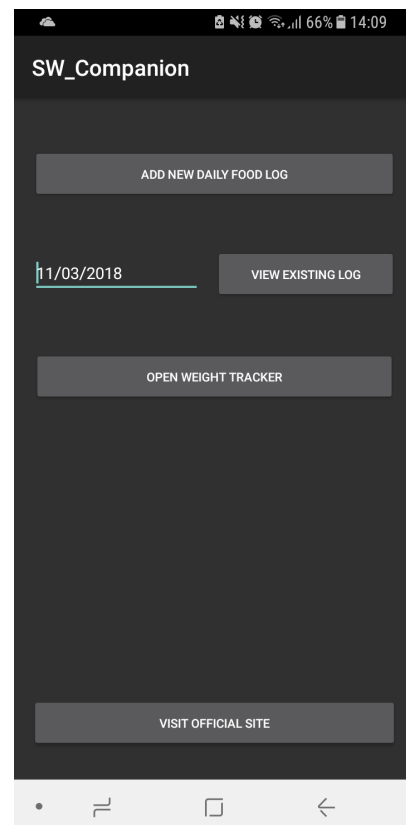 66% 14:09
SW_Companion
ADD NEW DAILY FOOD LOG
11/03/2018 VIEW EXISTING LOG
OPEN WEIGHT TRACKER
VISIT OFFICIAL SITE